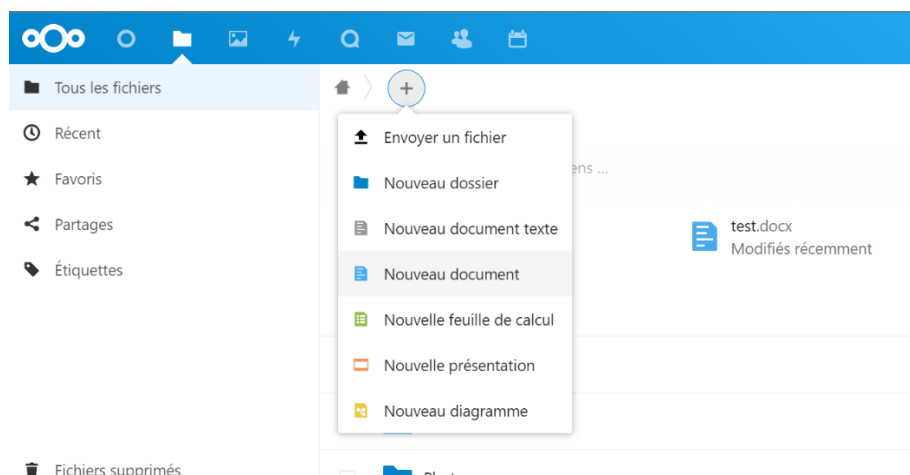 Tous les fichiers
Récent
Favoris
Partages
Étiquettes
Fichiers supprimés
Envoyer un fichier
Nouveau dossier
Nouveau document texte
Nouveau document
Nouvelle feuille de calcul
Nouvelle présentation
Nouveau diagramme
ens ...
test.docx
Modifiés récemment